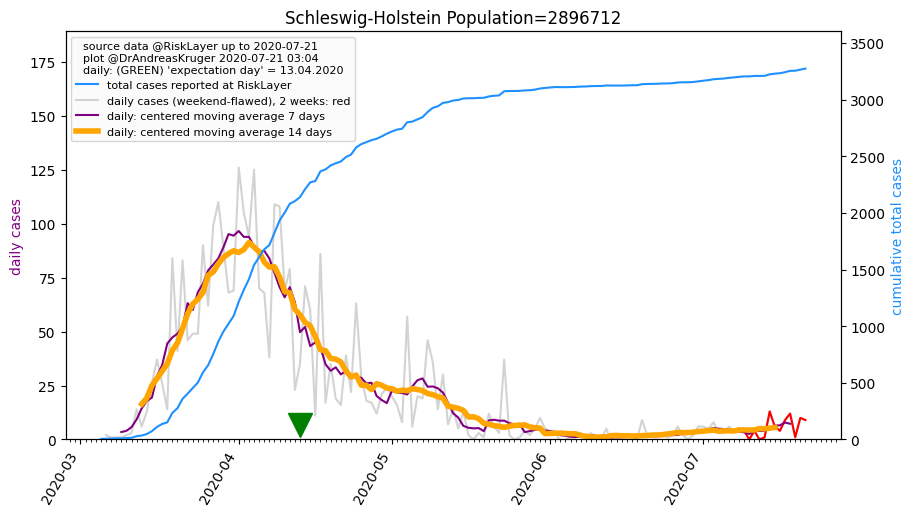 Schleswig-Holstein Population=2896712
source data @RiskLayer up to 2020-07-21
plot @DrAndreasKruger 2020-07-21 03:04
daily: (GREEN) 'expectation day' = 13.04.2020
total cases reported at RiskLayer
daily cases (weekend-flawed), 2 weeks: red
daily: centered moving average 7 days
daily: centered moving average 14 days
daily cases
175
150
125
100
75
50
25
0
cumulative total cases
3500
3000
2500
2000
1500
1000
500
0
2020-03
2020-04
2020-05
2020-06
2020-07